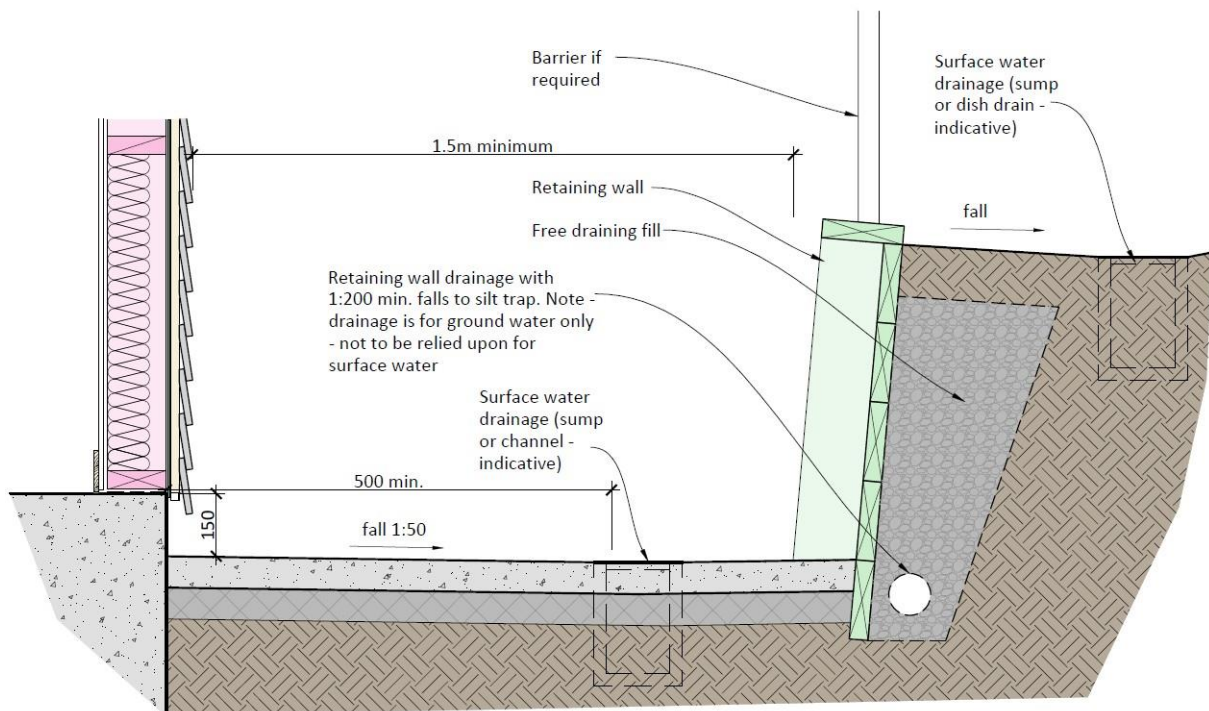 Barrier if
required
Surface water
drainage (sump
or dish drain -
indicative)
1.5m minimum
Retaining wall
fall
Free draining fill
Retaining wall drainage with
1:200 min. falls to silt trap. Note -
drainage is for ground water only
- not to be relied upon for
surface water
Surface water
drainage (sump
or channel -
indicative)
500 min.
150
fall 1:50